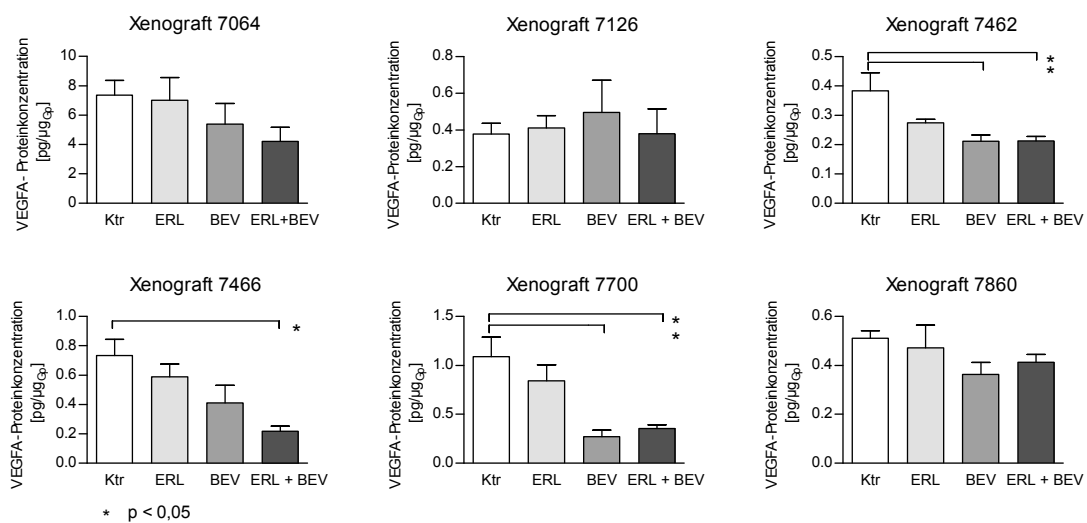 Xenograft 7064
VEGFA- Proteinkonzentration
[pg/µgGp]
10
8
6
4
2
0
Ktr ERL BEV ERL+BEV
Xenograft 7126
VEGFA-Proteinkonzentration
[pg/µgGp]
0.8
0.6
0.4
0.2
0.0
Ktr ERL BEV ERL + BEV
Xenograft 7462
VEGFA-Proteinkonzentration
[pg/µgGp]
0.5
0.4
0.3
0.2
0.1
0.0
*
*
Ktr ERL BEV ERL + BEV
Xenograft 7466
VEGFA-Proteinkonzentration
[pg/µgGp]
1.0
0.8
0.6
0.4
0.2
0.0
*
Ktr ERL BEV ERL + BEV
Xenograft 7700
VEGFA-Proteinkonzentration
[pg/µgGp]
1.5
1.0
0.5
0.0
*
*
Ktr ERL BEV ERL + BEV
Xenograft 7860
VEGFA-Proteinkonzentration
[pg/µgGp]
0.6
0.4
0.2
0.0
Ktr ERL BEV ERL + BEV
* p < 0,05